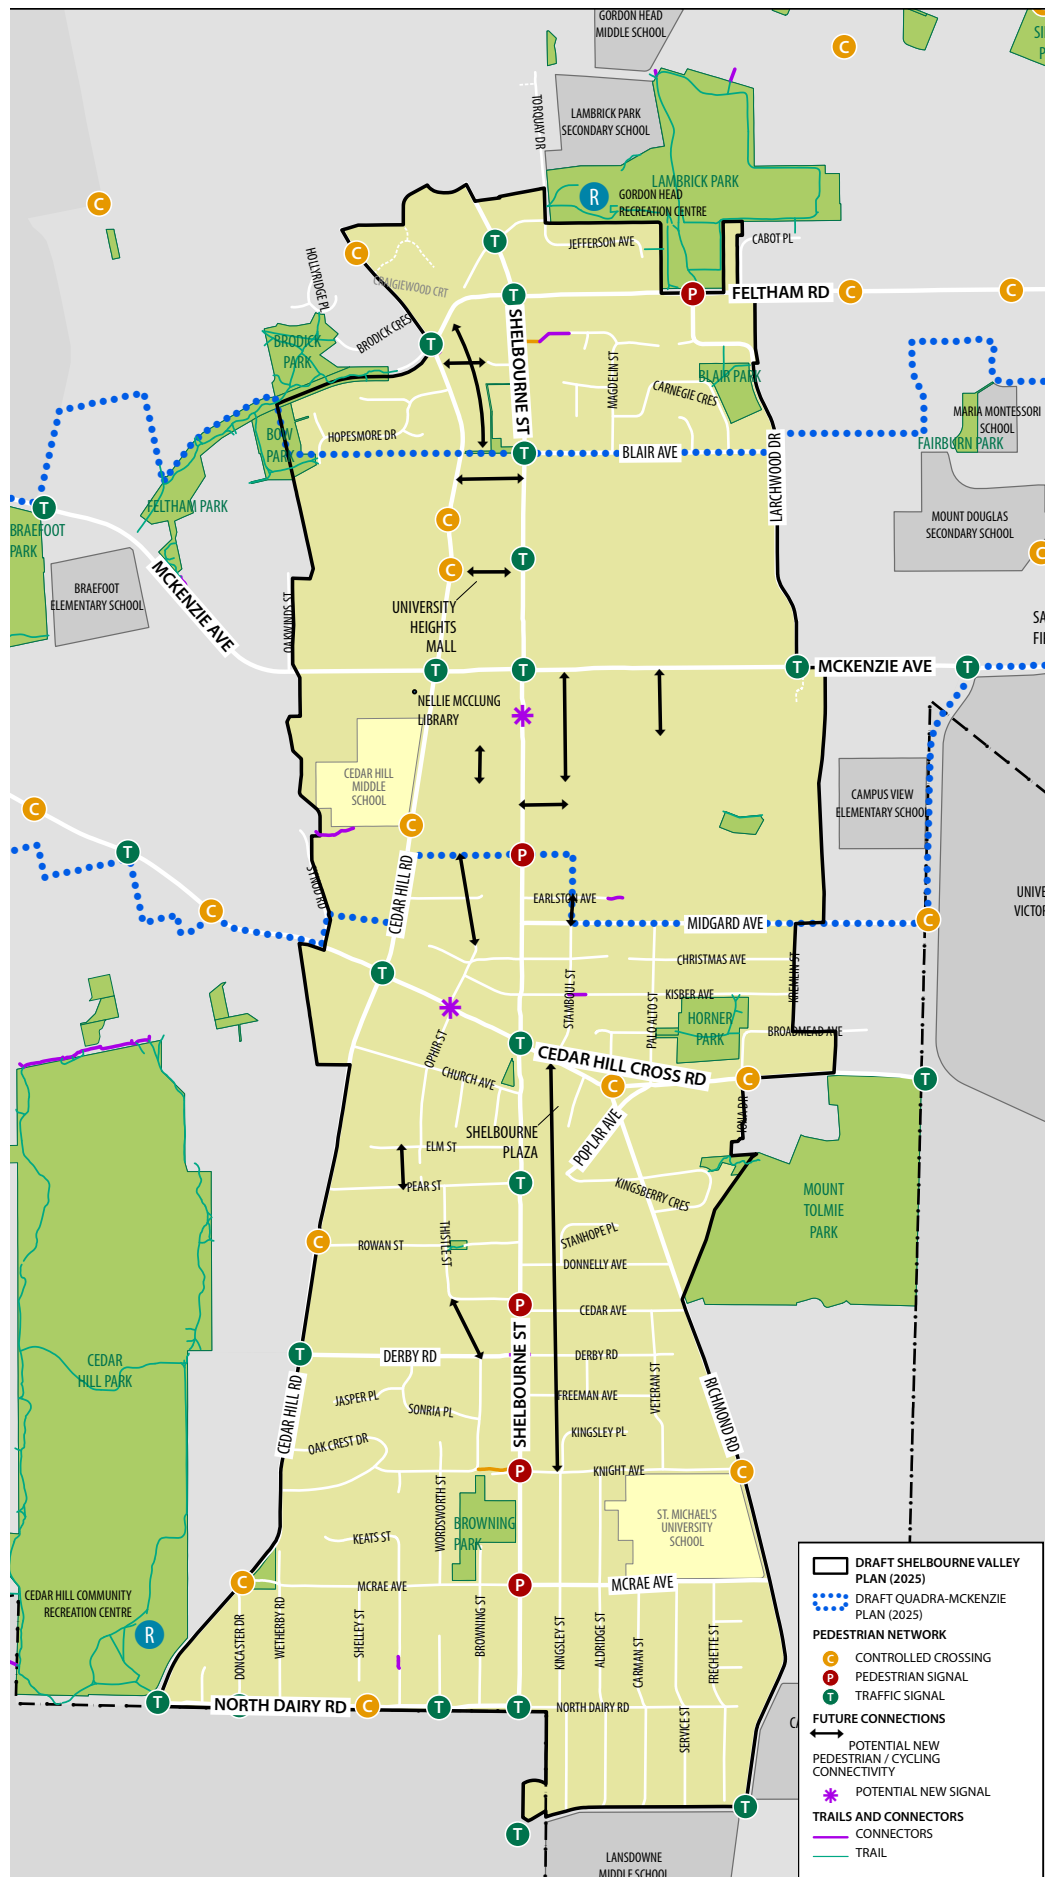 GORDON HEAD
MIDDLE SCHOOL
C
TORQUAY DR
LAMBRICK PARK
SECONDARY SCHOOL
LAMBRICK PARK
R
GORDON HEAD
RECREATION CENTRE
C
C
T
JEFFERSON AVE
CABOT PL
HOLLYRIDGE PL
CRAIGIEWOOD CRT
T
P
FELTHAM RD
C
C
BRODICK CRES
BRODICK
PARK
T
SHELBOURNE ST
MAGDELIN ST
CARNEGIE CRES
BLAIR PARK
MARIA MONTESSORI
SCHOOL
FAIRBURN PARK
BOW
PARK
HOPESMORE DR
T
BLAIR AVE
LARCHWOOD DR
T
BRAEFOOT
PARK
FELTHAM PARK
C
MOUNT DOUGLAS
SECONDARY SCHOOL
C
T
C
BRAEFOOT
ELEMENTARY SCHOOL
MCKENZIE AVE
OAKWINDS ST
UNIVERSITY
HEIGHTS
MALL
T
T
T
MCKENZIE AVE
T
NELLIE MCCLUNG
LIBRARY
CEDAR HILL
MIDDLE
SCHOOL
CAMPUS VIEW
ELEMENTARY SCHOOL
C
C
T
P
SYNOD RD
CEDAR HILL RD
EARLSTON AVE
C
MIDGARD AVE
C
CHRISTMAS AVE
KREMLIN ST
T
STAMBOUL ST
KISBER AVE
PALO ALTO ST
HORNER
PARK
BROADMEAD AVE
OPHIR ST
T
CEDAR HILL CROSS RD
CHURCH AVE
C
C
T
IONA DR
SHELBOURNE
PLAZA
POPLAR AVE
ELM ST
PEAR ST
T
KINGSBERRY CRES
MOUNT
TOLMIE
PARK
THISTLE ST
C
ROWAN ST
STANHOPE PL
DONNELLY AVE
P
CEDAR AVE
T
DERBY RD
DERBY RD
CEDAR
HILL PARK
SHELBOURNE ST
CEDAR HILL RD
JASPER PL
SONRIA PL
FREEMAN AVE
VETERAN ST
RICHMOND RD
OAK CREST DR
KINGSLEY PL
P
KNIGHT AVE
C
WORDSWORTH ST
BROWNING
PARK
ST. MICHAEL'S
UNIVERSITY
SCHOOL
KEATS ST
C
MCRAE AVE
P
MCRAE AVE
CEDAR HILL COMMUNITY
RECREATION CENTRE
R
DONCASTER DR
WETHERBY RD
SHELLEY ST
BROWNING ST
KINGSLEY ST
ALDRIDGE ST
CARMAN ST
FRECHETTE ST
T
NORTH DAIRY RD
C
T
T
NORTH DAIRY RD
SERVICE ST
T
T
LANSDOWNE
MIDDLE SCHOOL
DRAFT SHELBOURNE VALLEY
PLAN (2025)
DRAFT QUADRA-MCKENZIE
PLAN (2025)
PEDESTRIAN NETWORK
C CONTROLLED CROSSING
P PEDESTRIAN SIGNAL
T TRAFFIC SIGNAL
FUTURE CONNECTIONS
POTENTIAL NEW
PEDESTRIAN / CYCLING
CONNECTIVITY
POTENTIAL NEW SIGNAL
TRAILS AND CONNECTORS
CONNECTORS
TRAIL